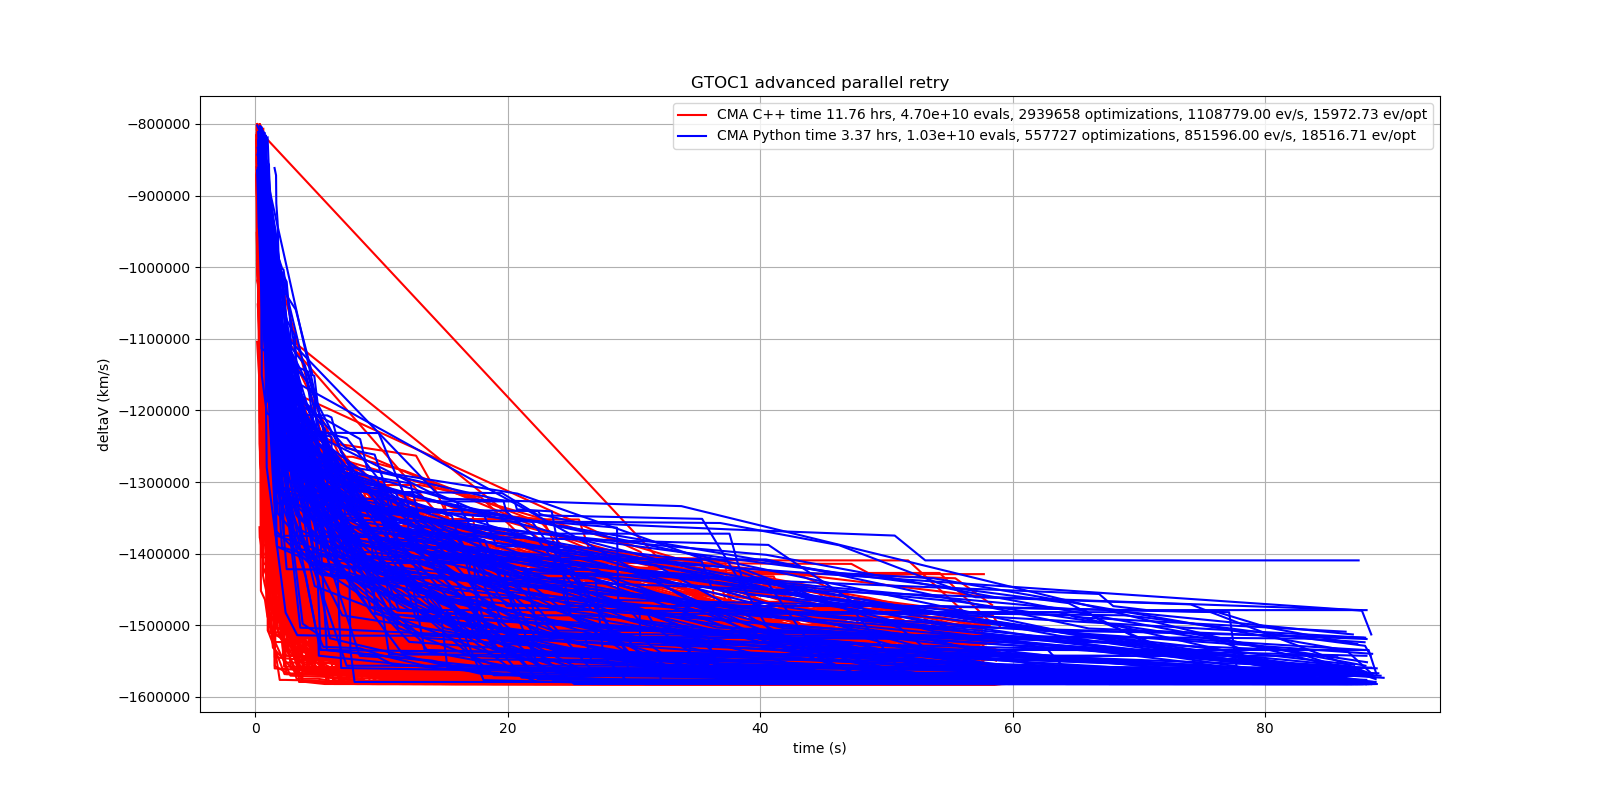 GTOC1 advanced parallel retry
CMA C++ time 11.76 hrs, 4.70e+10 evals, 2939658 optimizations, 1108779.00 ev/s, 15972.73 ev/opt
CMA Python time 3.37 hrs, 1.03e+10 evals, 557727 optimizations, 851596.00 ev/s, 18516.71 ev/opt
deltaV (km/s)
−800000
−900000
−1000000
−1100000
−1200000
−1300000
−1400000
−1500000
−1600000
0 20 40 60 80
time (s)